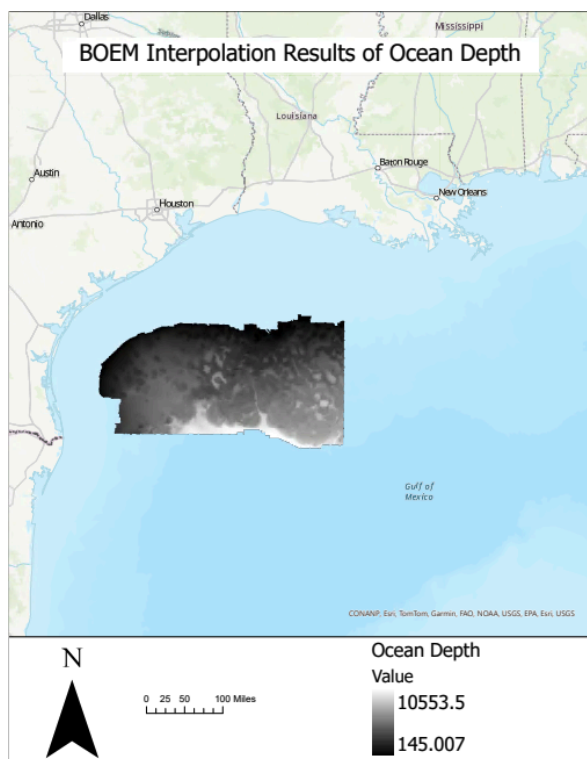 Dallas
Mississippi
BOEM Interpolation Results of Ocean Depth
Louisiana
Baton Rouge
Austin
New Orleans
Houston
Antonio
Gulf of
Mexico
CONANP, Esri, TomTom, Garmin, FAO, NOAA, USGS, EPA, Esri, USGS
N
0 25 50 100 Miles
Ocean Depth
Value
10553.5
145.007